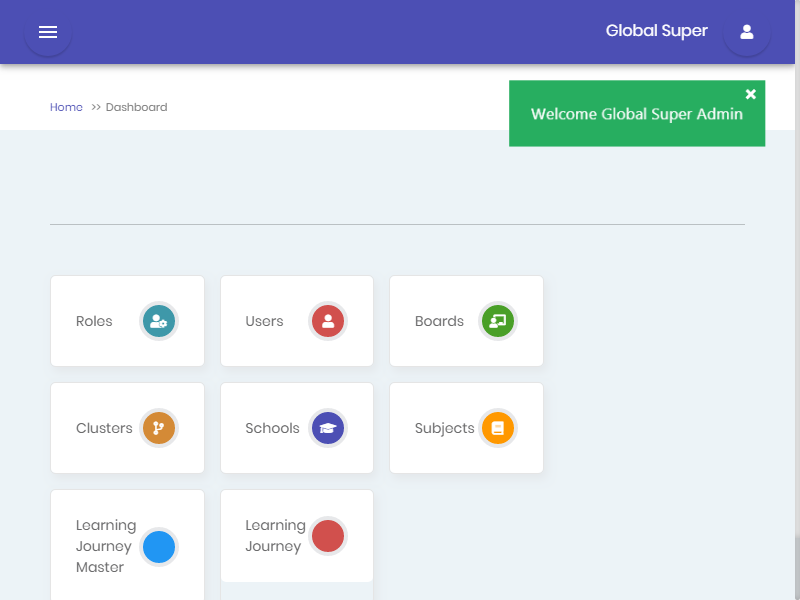 Global Super
Home >> Dashboard
Welcome Global Super Admin
Roles
Users
Boards
Clusters
Schools
Subjects
Learning
Journey
Master
Learning
Journey